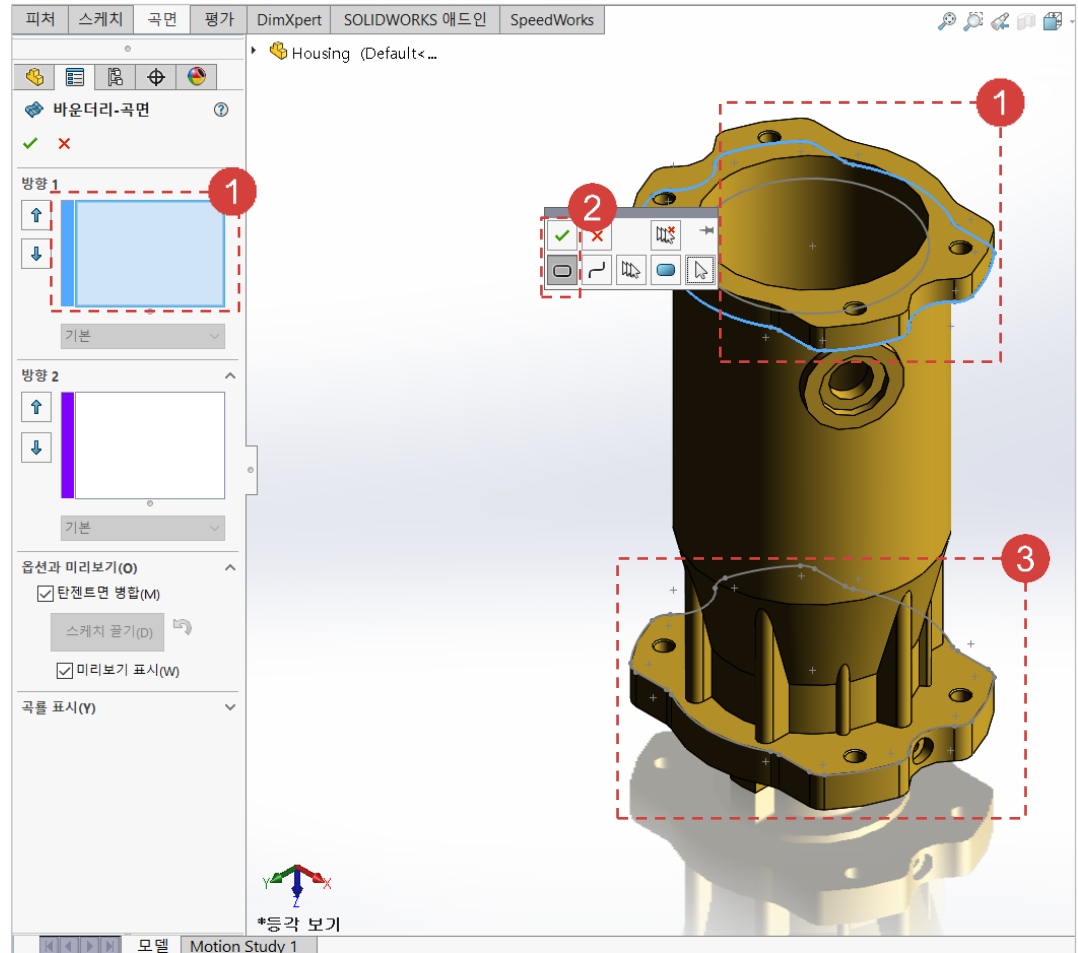 피처 스케치 곡면 평가 DimXpert SOLIDWORKS 애드인 SpeedWorks
Housing (Default<...
바운더리-곡면
방향 1
1
기본
방향 2
기본
옵션과 미리보기(O)
탄젠트면 병합(M)
스케치 끌기(D)
미리보기 표시(W)
곡률 표시(Y)
1
2
3
Y X
Z
*등각 보기
모델 Motion Study 1